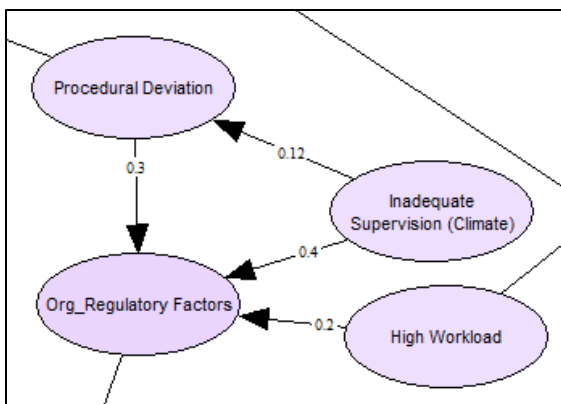 Procedural Deviation
0.12
0.3
Inadequate
Supervision (Climate)
0.4
Org_Regulatory Factors
0.2
High Workload